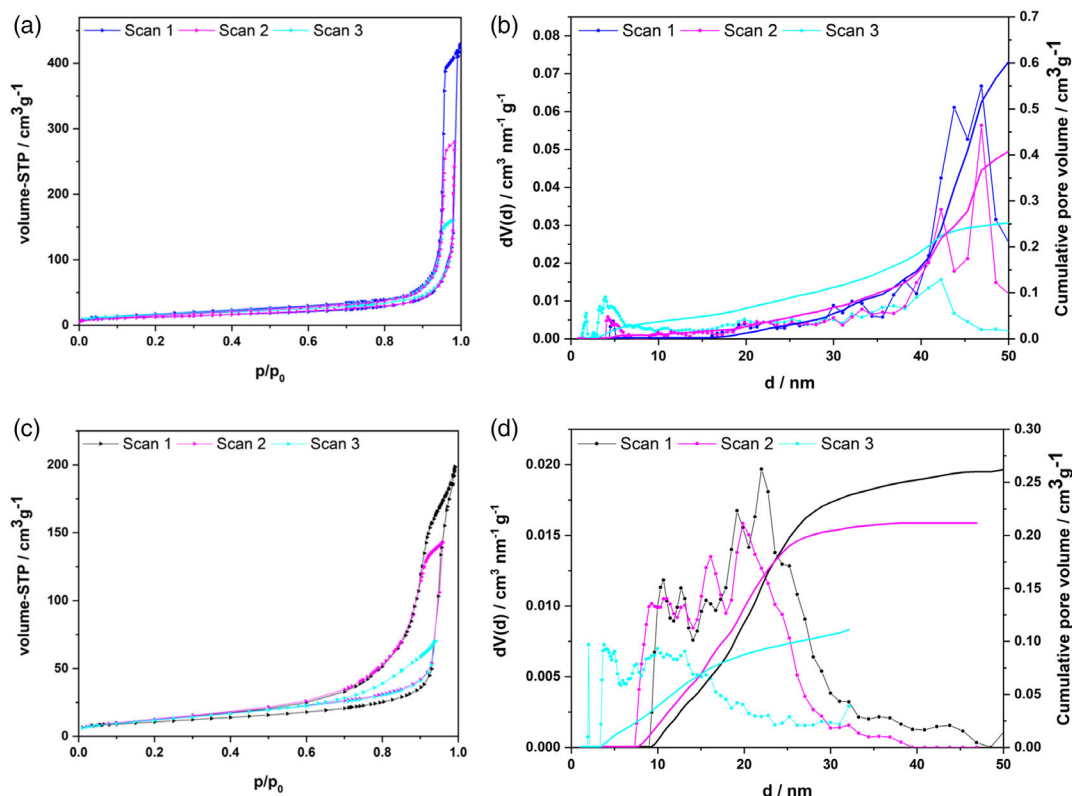 (a)
Scan 1 Scan 2 Scan 3
400
300
200
100
0
0.0 0.2 0.4 0.6 0.8 1.0
volume-STP / cm³g⁻¹
p/p₀
(b)
Scan 1 Scan 2 Scan 3
0.08
0.07
0.06
0.05
0.04
0.03
0.02
0.01
0.00
0 10 20 30 40 50
0.7
0.6
0.5
0.4
0.3
0.2
0.1
0.0
dV(d) / cm³ nm⁻¹ g⁻¹
Cumulative pore volume / cm³g⁻¹
d / nm
(c)
Scan 1 Scan 2 Scan 3
200
150
100
50
0
0.0 0.2 0.4 0.6 0.8 1.0
volume-STP / cm³g⁻¹
p/p₀
(d)
Scan 1 Scan 2 Scan 3
0.020
0.015
0.010
0.005
0.000
0 10 20 30 40 50
0.30
0.25
0.20
0.15
0.10
0.05
0.00
dV(d) / cm³ nm⁻¹ g⁻¹
Cumulative pore volume / cm³g⁻¹
d / nm